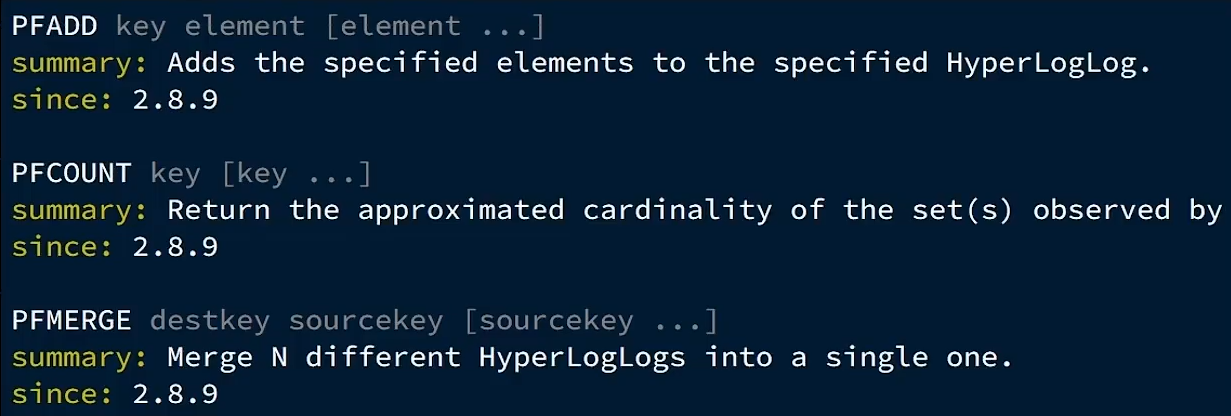 PFADD key element [element ...]
summary: Adds the specified elements to the specified HyperLogLog.
since: 2.8.9
PFCOUNT key [key ...]
summary: Return the approximated cardinality of the set(s) observed by
since: 2.8.9
PFMERGE destkey sourcekey [sourcekey ...]
summary: Merge N different HyperLogLogs into a single one.
since: 2.8.9